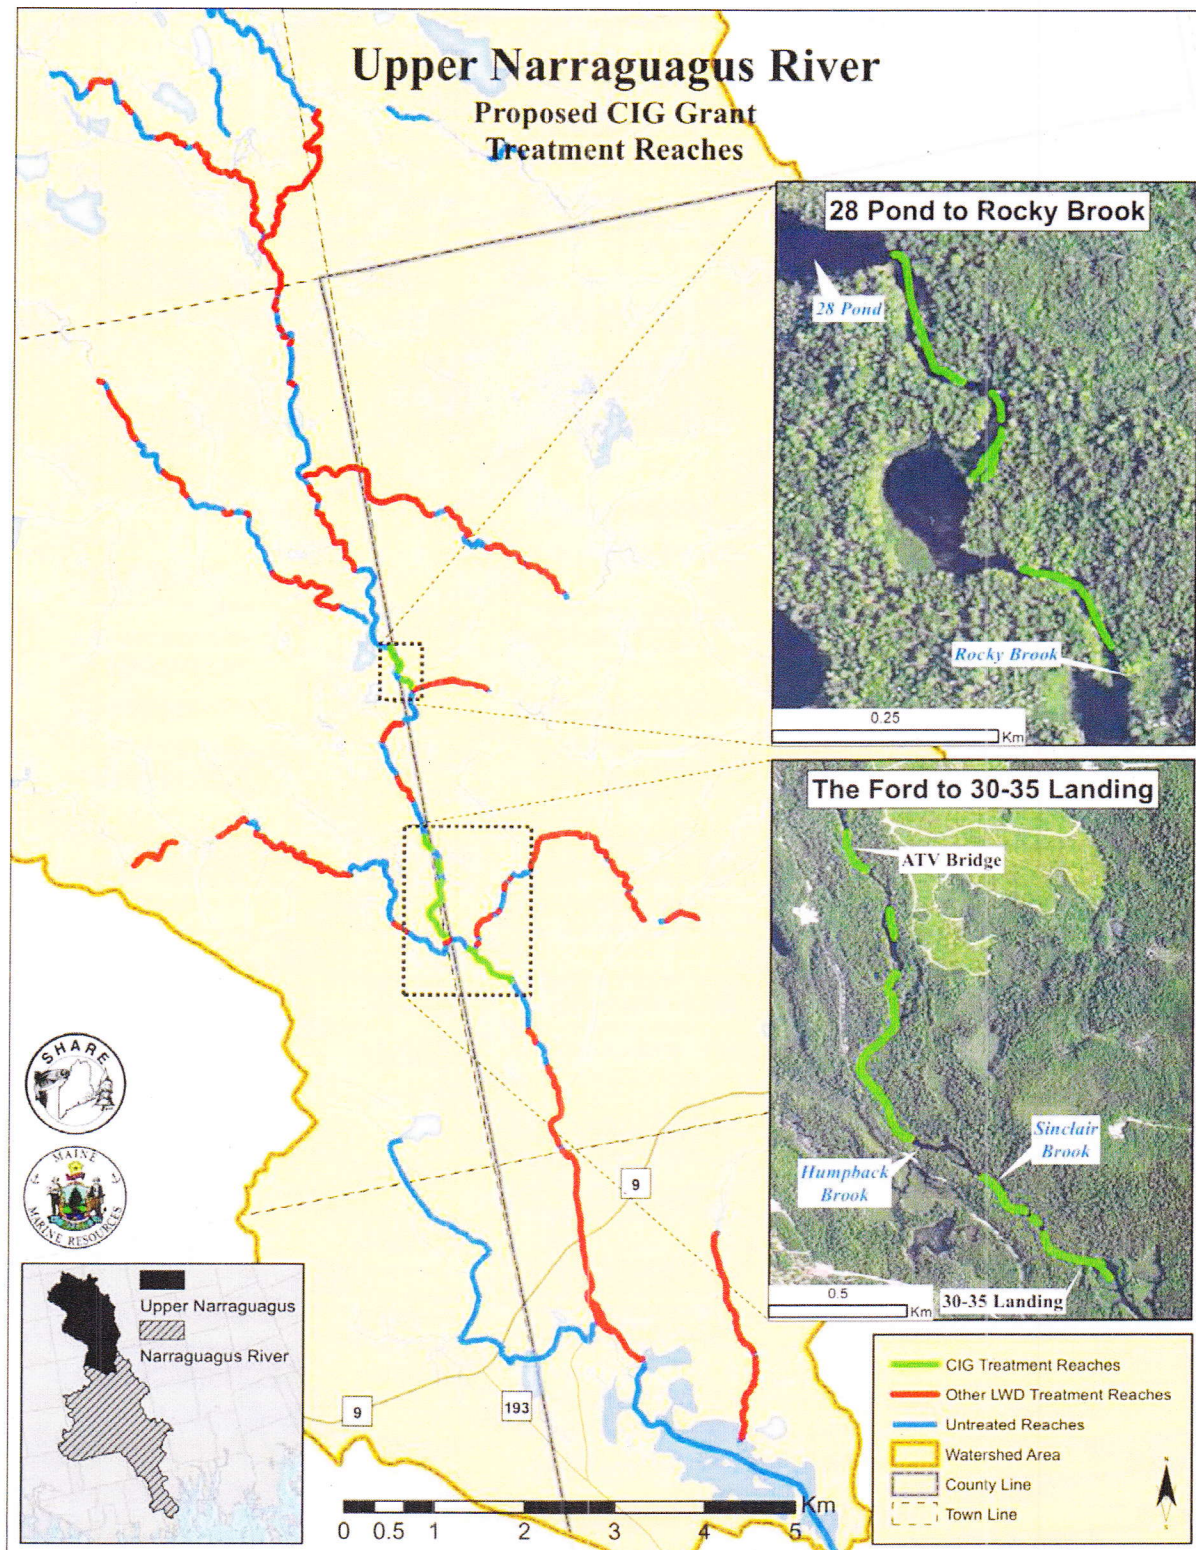 Upper Narraguagus River
Proposed CIG Grant
Treatment Reaches
28 Pond to Rocky Brook
28 Pond
Rocky Brook
0.25
Km
The Ford to 30-35 Landing
ATV Bridge
Sinclair
Brook
Humpback
Brook
30-35 Landing
0.5
Km
9
9
193
SHARE
MAINE
MARINE RESOURCES
Upper Narraguagus
Narraguagus River
Km
0 0.5 1 2 3 4 5
CIG Treatment Reaches
Other LWD Treatment Reaches
Untreated Reaches
Watershed Area
County Line
Town Line